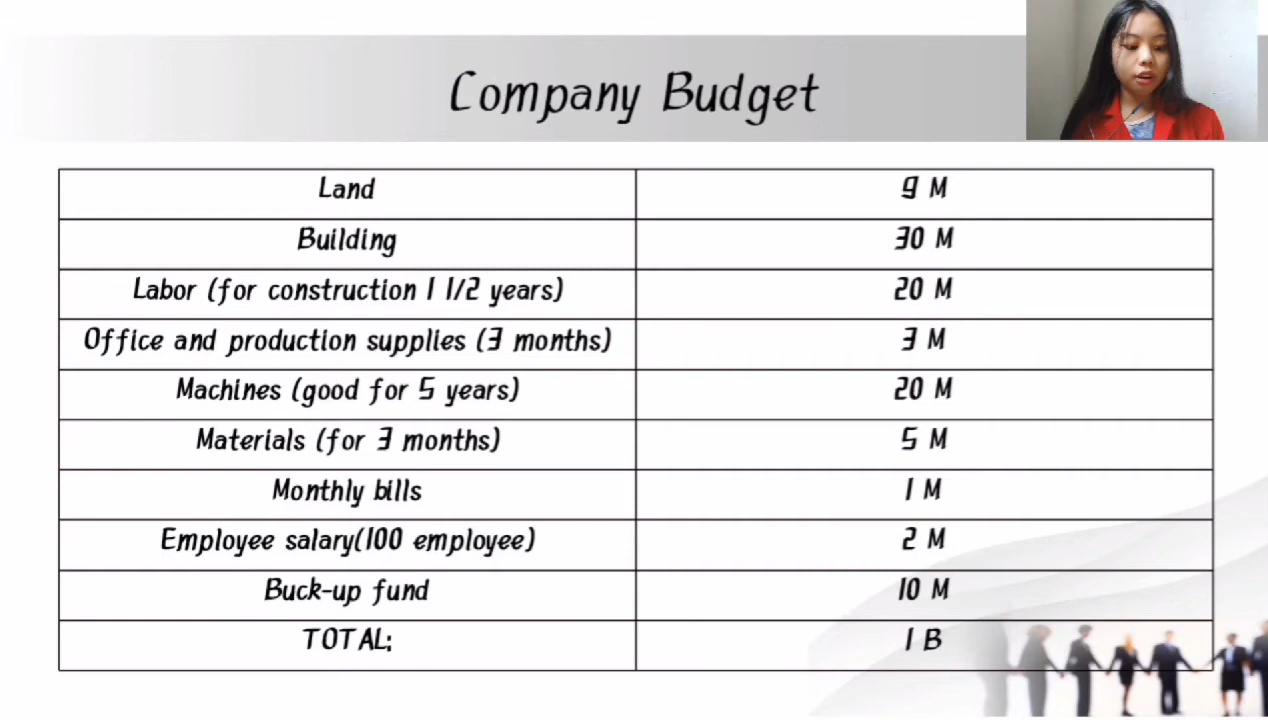 Company Budget
Land 9 M
Building 30 M
Labor (for construction 1 1/2 years) 20 M
Office and production supplies (3 months) 3 M
Machines (good for 5 years) 20 M
Materials (for 3 months) 5 M
Monthly bills 1 M
Employee salary(100 employee) 2 M
Buck-up fund 10 M
TOTAL: 1 B